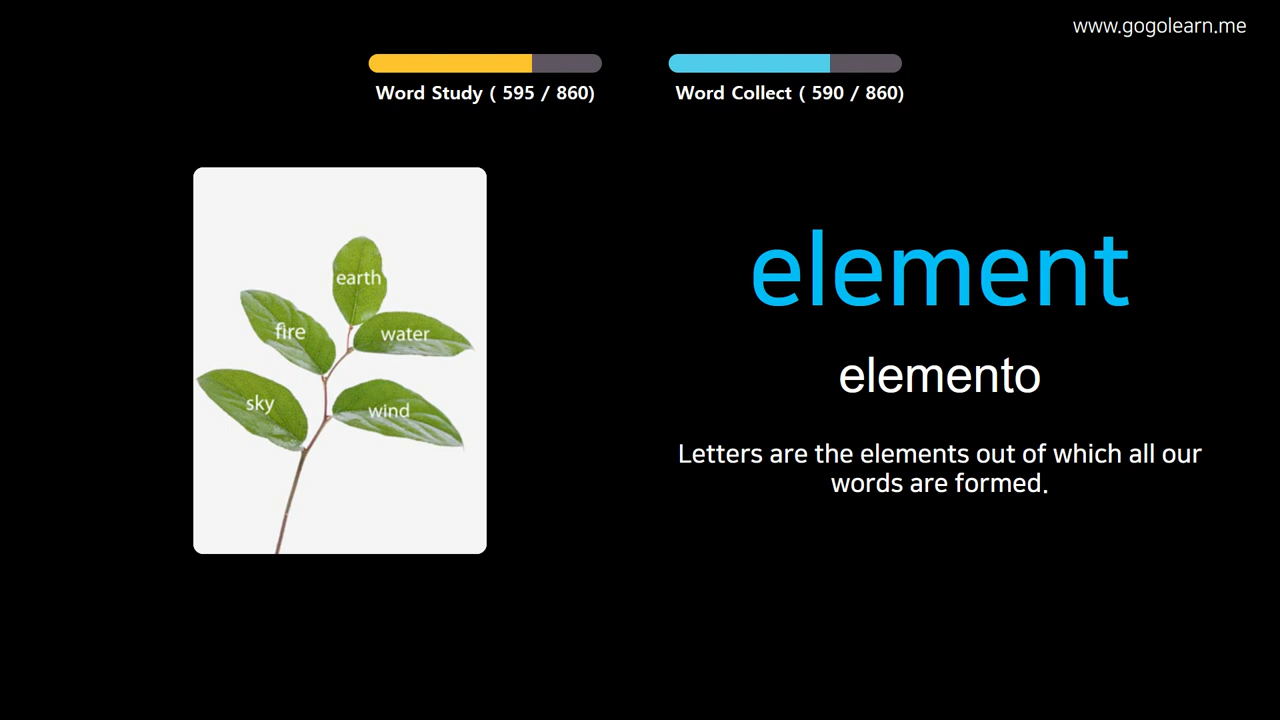 www.gogolearn.me
Word Study ( 595 / 860)
Word Collect ( 590 / 860)
earth
fire
water
sky
wind
element
elemento
Letters are the elements out of which all our
words are formed.